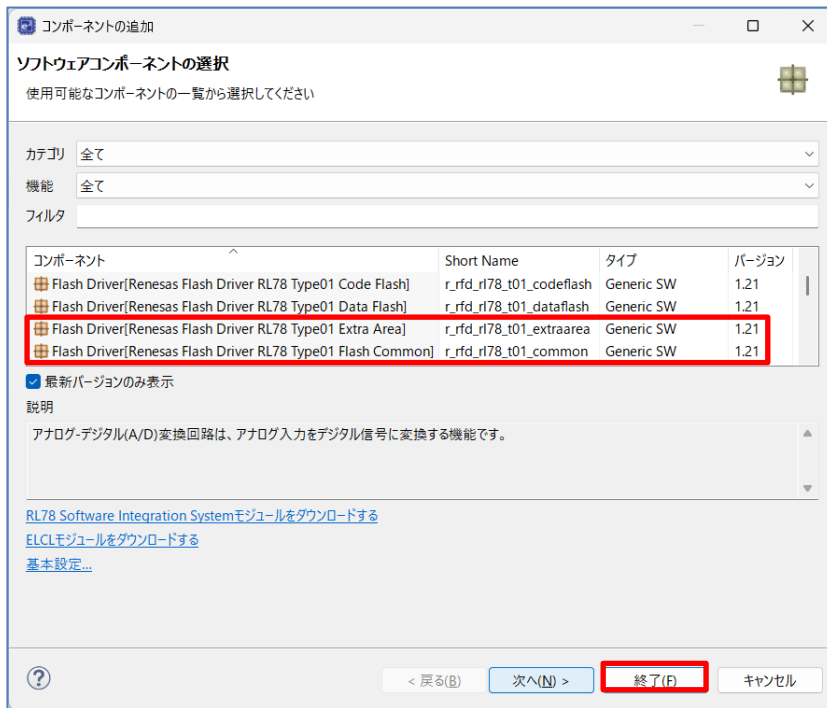 コンポーネントの追加
ソフトウェアコンポーネントの選択
使用可能なコンポーネントの一覧から選択してください
カテゴリ 全て
機能 全て
フィルタ
コンポーネント Short Name タイプ バージョン
Flash Driver[Renesas Flash Driver RL78 Type01 Code Flash] r_rfd_rl78_t01_codeflash Generic SW 1.21
Flash Driver[Renesas Flash Driver RL78 Type01 Data Flash] r_rfd_rl78_t01_dataflash Generic SW 1.21
Flash Driver[Renesas Flash Driver RL78 Type01 Extra Area] r_rfd_rl78_t01_extraarea Generic SW 1.21
Flash Driver[Renesas Flash Driver RL78 Type01 Flash Common] r_rfd_rl78_t01_common Generic SW 1.21
最新バージョンのみ表示
説明
アナログ-デジタル(A/D)変換回路は、アナログ入力をデジタル信号に変換する機能です。
RL78 Software Integration Systemモジュールをダウンロードする
ELCLモジュールをダウンロードする
基本設定...
< 戻る(B) 次へ(N) > 終了(F) キャンセル